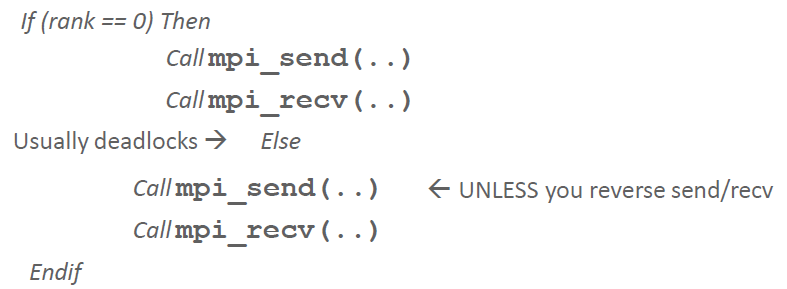 If (rank == 0) Then
Call mpi_send(..)
Call mpi_recv(..)
Usually deadlocks → Else
Call mpi_send(..) ← UNLESS you reverse send/recv
Call mpi_recv(..)
Endif